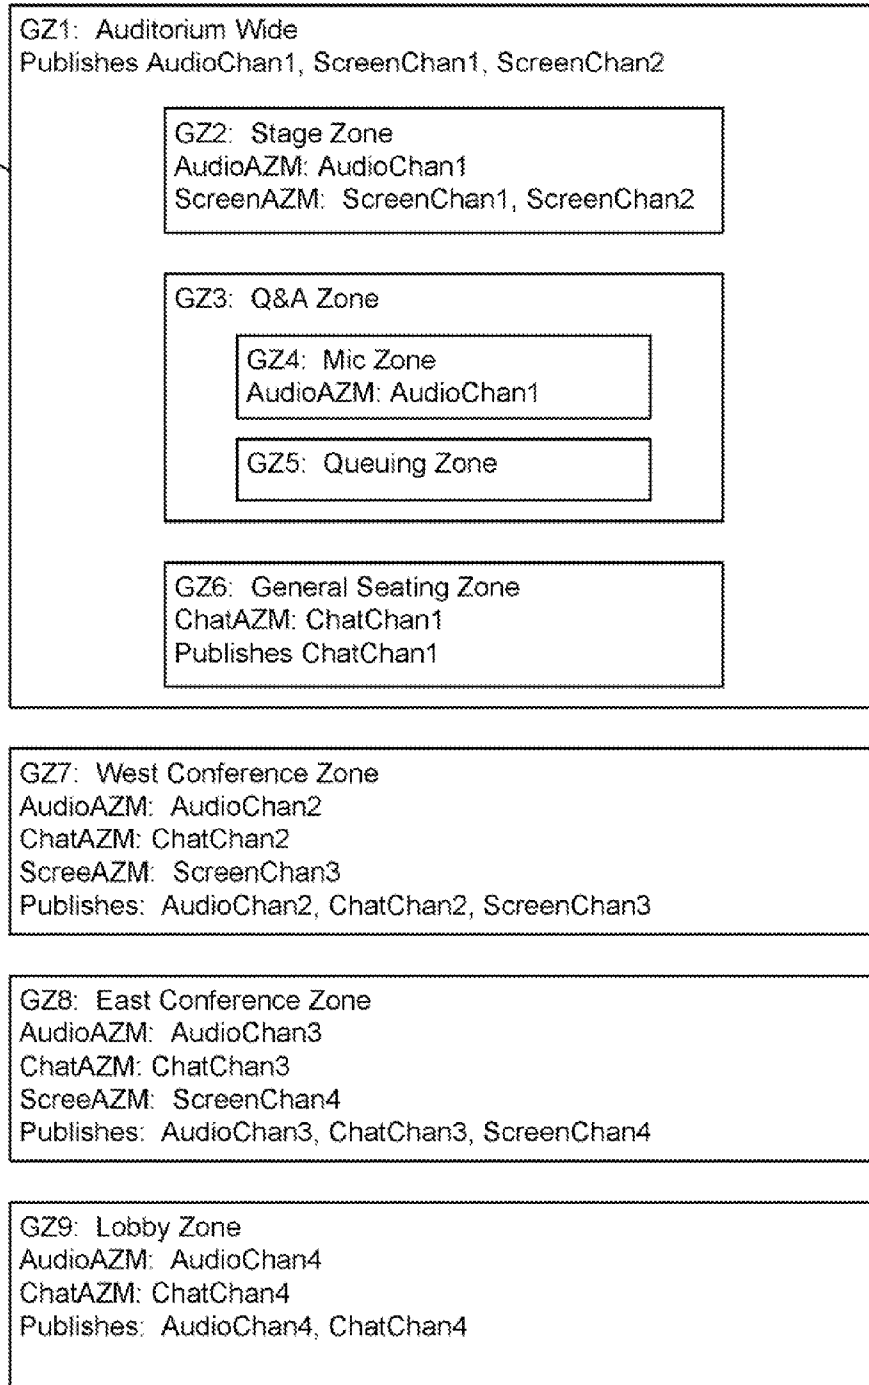 GZ1: Auditorium Wide
Publishes AudioChan1, ScreenChan1, ScreenChan2
GZ2: Stage Zone
AudioAZM: AudioChan1
ScreenAZM: ScreenChan1, ScreenChan2
GZ3: Q&A Zone
GZ4: Mic Zone
AudioAZM: AudioChan1
GZ5: Queuing Zone
GZ6: General Seating Zone
ChatAZM: ChatChan1
Publishes ChatChan1
GZ7: West Conference Zone
AudioAZM: AudioChan2
ChatAZM: ChatChan2
ScreeAZM: ScreenChan3
Publishes: AudioChan2, ChatChan2, ScreenChan3
GZ8: East Conference Zone
AudioAZM: AudioChan3
ChatAZM: ChatChan3
ScreeAZM: ScreenChan4
Publishes: AudioChan3, ChatChan3, ScreenChan4
GZ9: Lobby Zone
AudioAZM: AudioChan4
ChatAZM: ChatChan4
Publishes: AudioChan4, ChatChan4